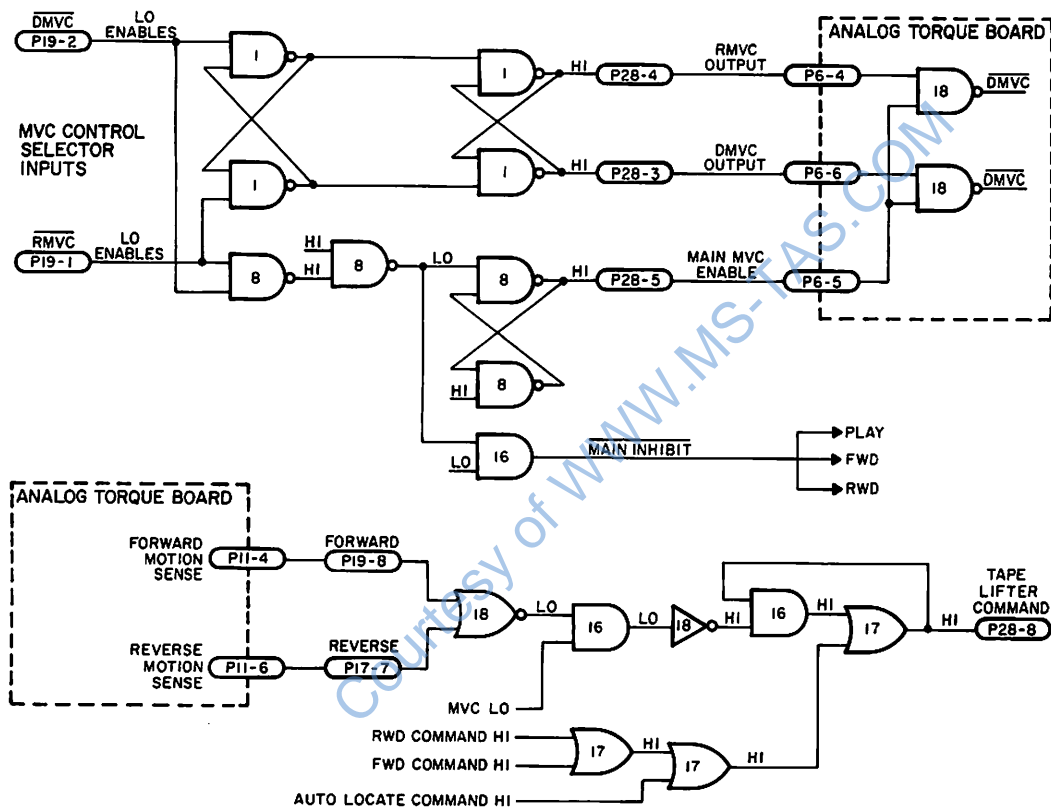 DMVC
P19-2
LO
ENABLES
1
1
HI
P28-4
RMVC
OUTPUT
P6-4
ANALOG TORQUE BOARD
18
DMVC
MVC CONTROL
SELECTOR
INPUTS
1
1
HI
P28-3
DMVC
OUTPUT
P6-6
18
DMVC
RMVC
P19-1
LO
ENABLES
8
HI
HI
8
LO
8
HI
P28-5
MAIN MVC
ENABLE
P6-5
8
HI
16
LO
MAIN INHIBIT
PLAY
FWD
RWD
ANALOG TORQUE BOARD
FORWARD
MOTION
SENSE
P11-4
FORWARD
P19-8
18
LO
16
LO
18
HI
16
HI
17
HI
TAPE
LIFTER
COMMAND
P28-8
REVERSE
MOTION
SENSE
P11-6
REVERSE
P17-7
MVC LO
RWD COMMAND HI
FWD COMMAND HI
17
HI
17
HI
AUTO LOCATE COMMAND HI
Courtesy of WWW.MS-TAS.COM